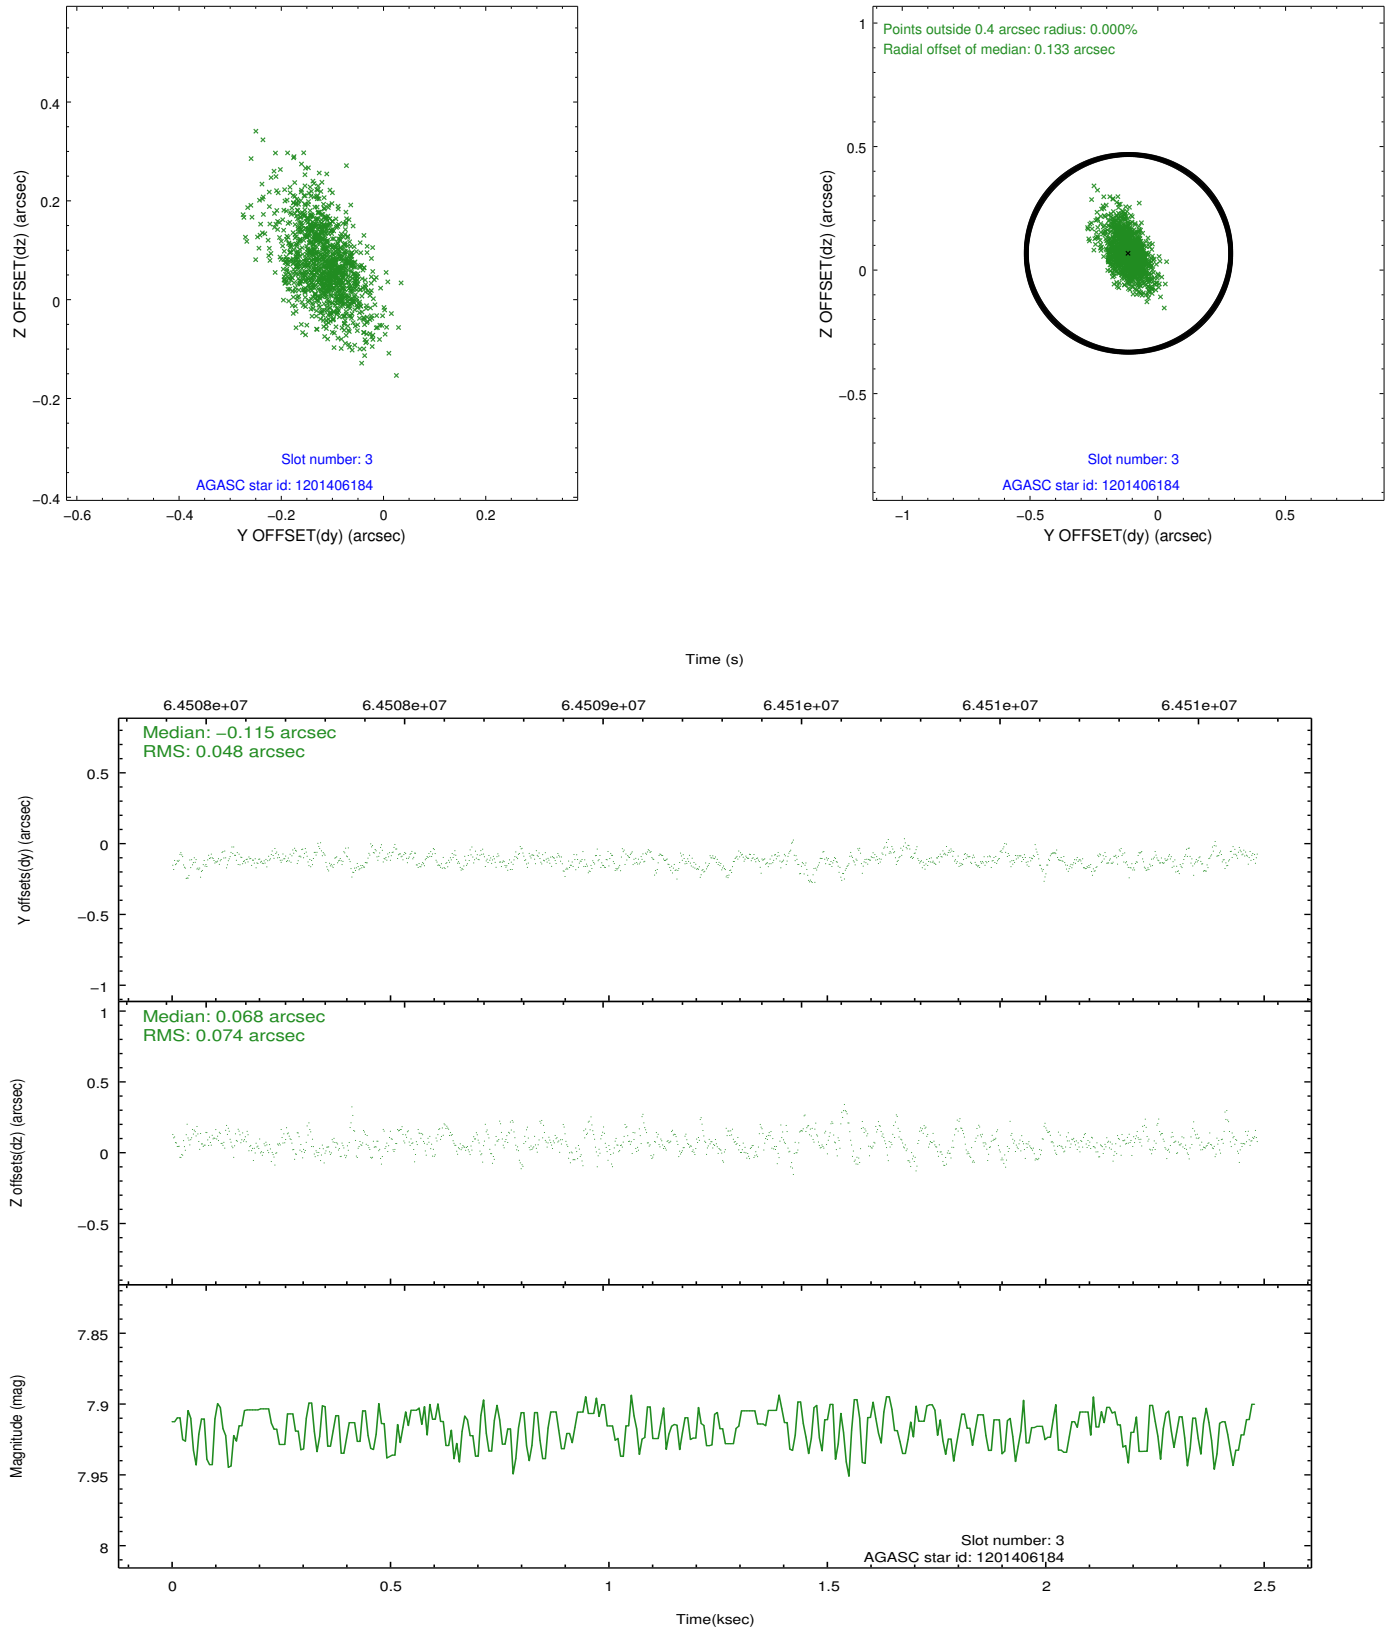 Points outside 0.4 arcsec radius: 0.000%
Radial offset of median: 0.133 arcsec
0.4
0.2
0
−0.2
−0.4
Z OFFSET(dz) (arcsec)
Slot number: 3
AGASC star id: 1201406184
−0.6 −0.4 −0.2 0 0.2
Y OFFSET(dy) (arcsec)
1
0.5
0
−0.5
Z OFFSET(dz) (arcsec)
Slot number: 3
AGASC star id: 1201406184
−1 −0.5 0 0.5
Y OFFSET(dy) (arcsec)
Time (s)
6.4508e+07 6.4508e+07 6.4509e+07 6.451e+07 6.451e+07 6.451e+07
Median: −0.115 arcsec
RMS: 0.048 arcsec
0.5
0
−0.5
−1
Y offsets(dy) (arcsec)
Median: 0.068 arcsec
RMS: 0.074 arcsec
1
0.5
0
−0.5
Z offsets(dz) (arcsec)
7.85
7.9
7.95
8
Magnitude (mag)
Slot number: 3
AGASC star id: 1201406184
0 0.5 1 1.5 2 2.5
Time(ksec)